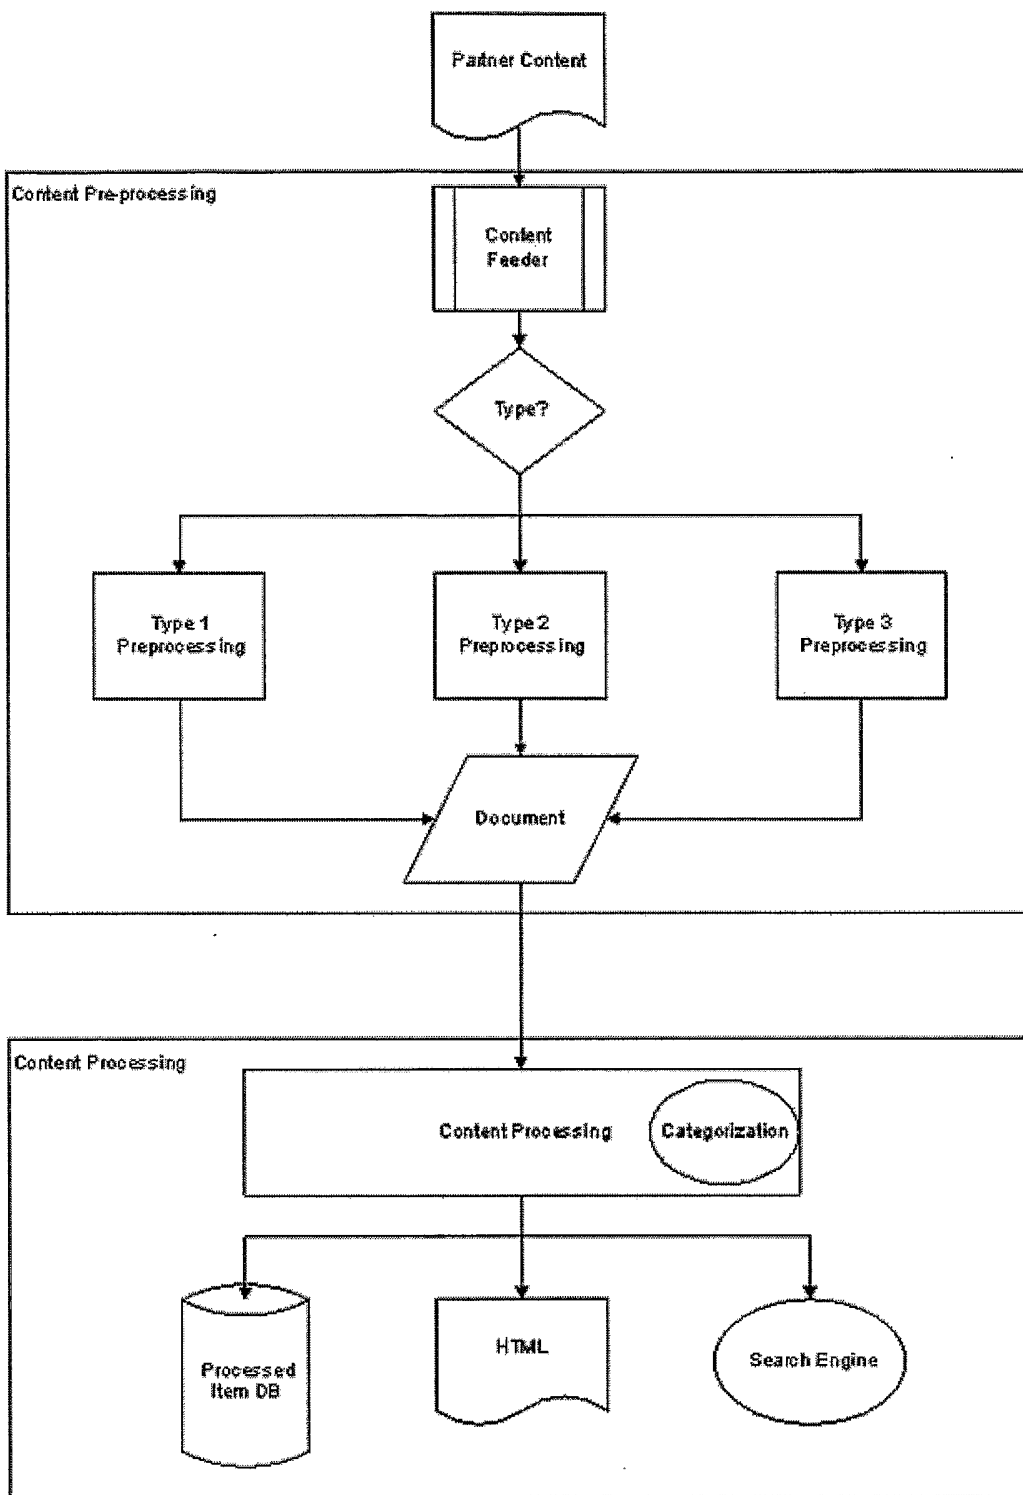 Partner Content
Content Pre-processing
Content
Feeder
Type?
Type 1
Preprocessing
Type 2
Preprocessing
Type 3
Preprocessing
Document
Content Processing
Content Processing
Categorization
Processed
Item DB
HTML
Search Engine